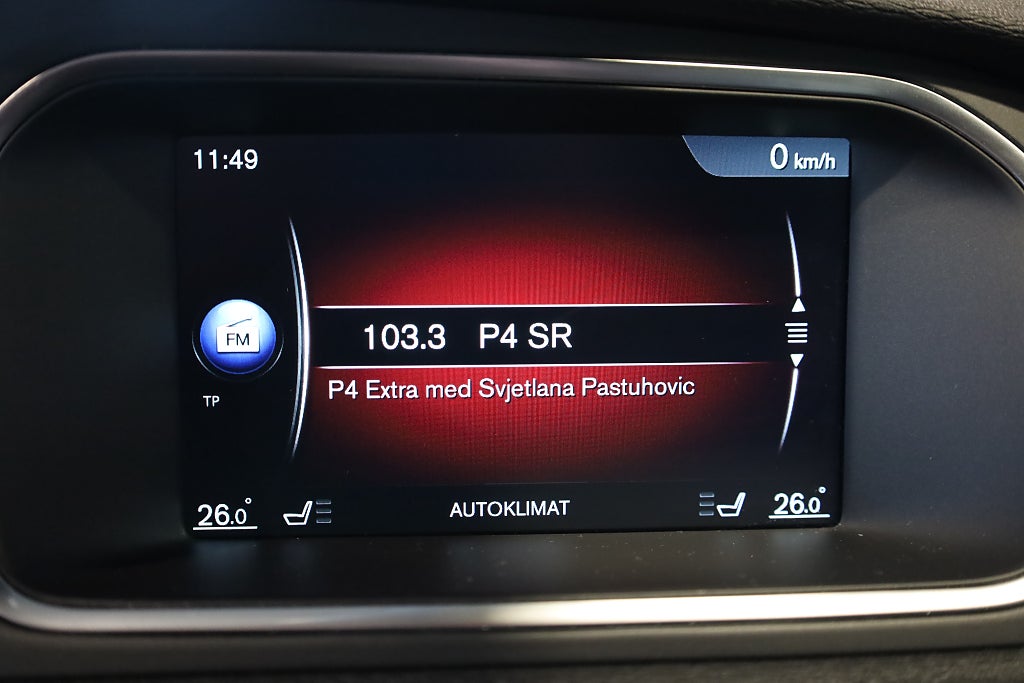 11:49
0 km/h
FM
103.3 P4 SR
P4 Extra med Svjetlana Pastuhovic
TP
26.0° AUTOKLIMAT 26.0°